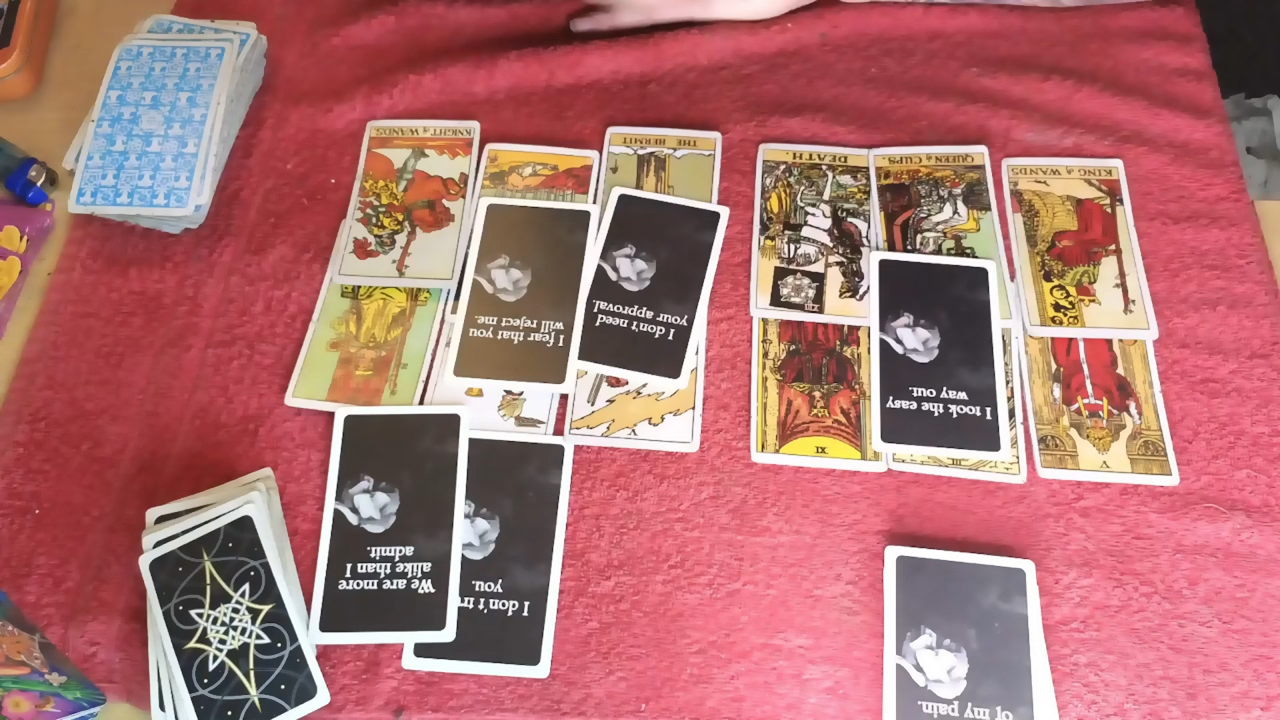 KNIGHT of WANDS.
THE HERMIT
DEATH.
QUEEN of CUPS.
KING of WANDS
XIII
I fear that you
will reject me.
I don't need
your approval.
I took the easy
way out.
XI
V
V
We are more
alike than I
admit.
I don't
you.
of my pain.